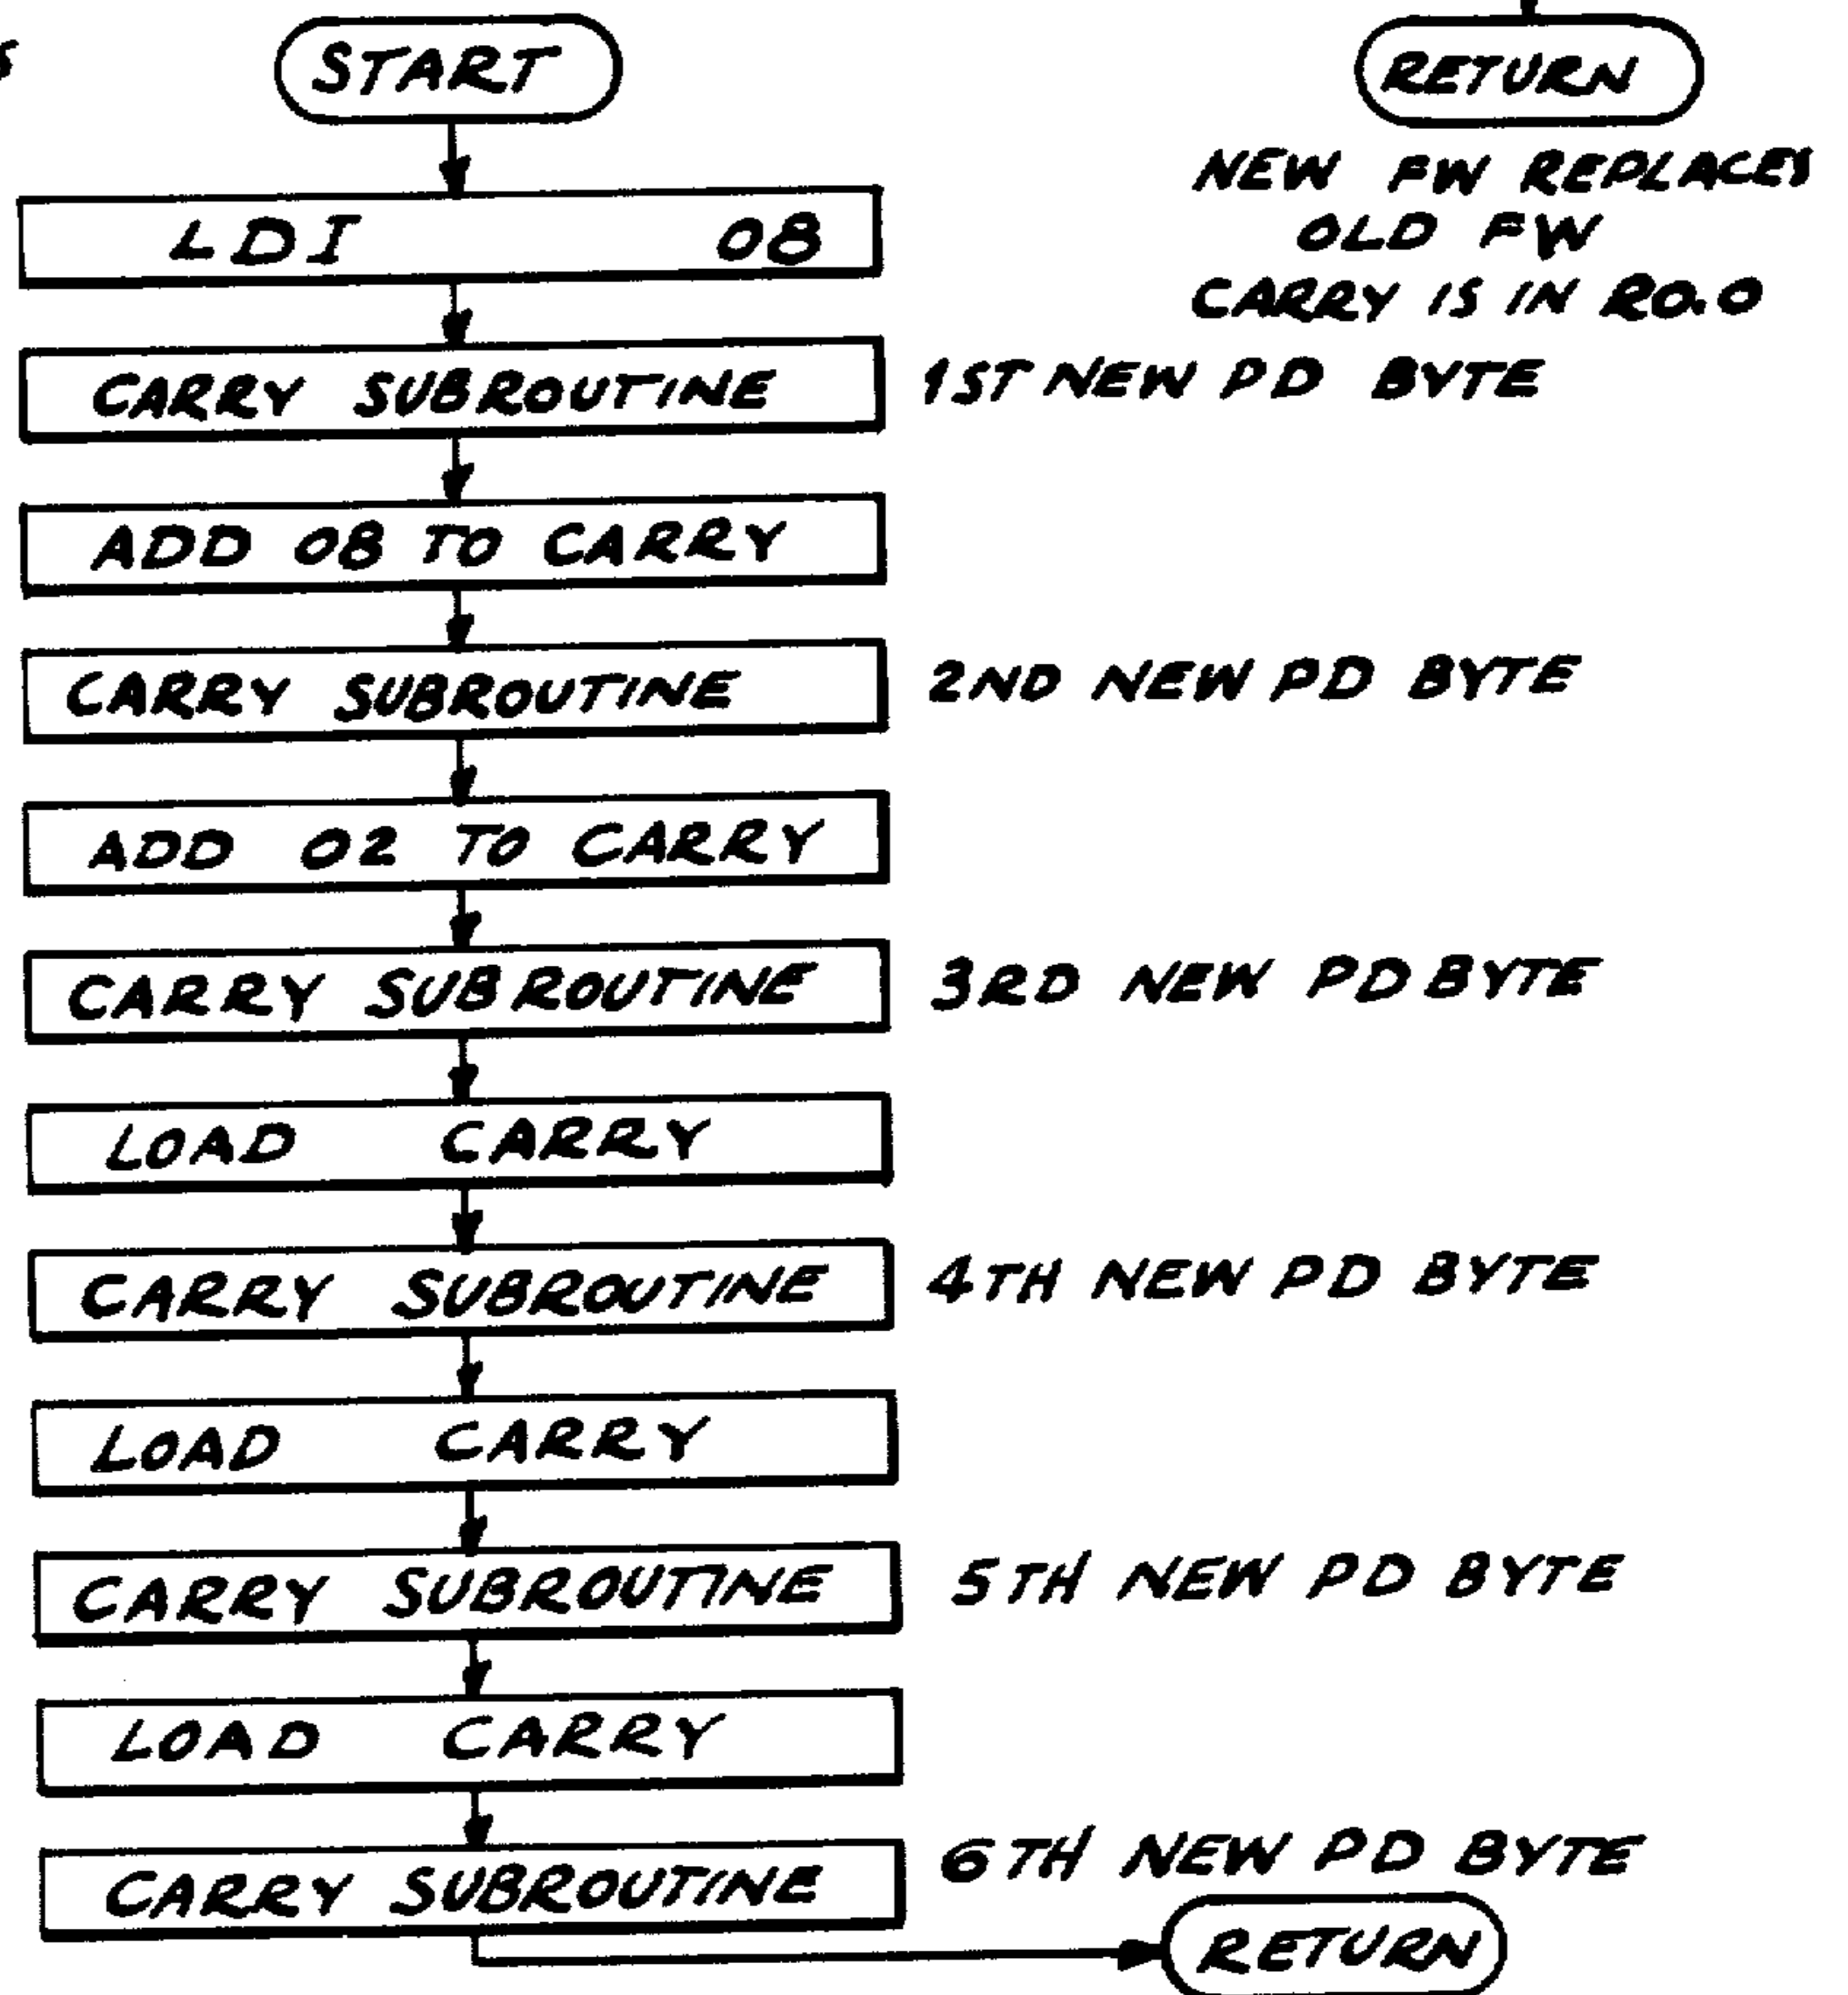 START
LDI 08
CARRY SUBROUTINE
1ST NEW PD BYTE
ADD 08 TO CARRY
CARRY SUBROUTINE
2ND NEW PD BYTE
ADD 02 TO CARRY
CARRY SUBROUTINE
3RD NEW PD BYTE
LOAD CARRY
CARRY SUBROUTINE
4TH NEW PD BYTE
LOAD CARRY
CARRY SUBROUTINE
5TH NEW PD BYTE
LOAD CARRY
CARRY SUBROUTINE
6TH NEW PD BYTE
RETURN
RETURN
NEW PW REPLACES
OLD PW
CARRY IS IN R0.0